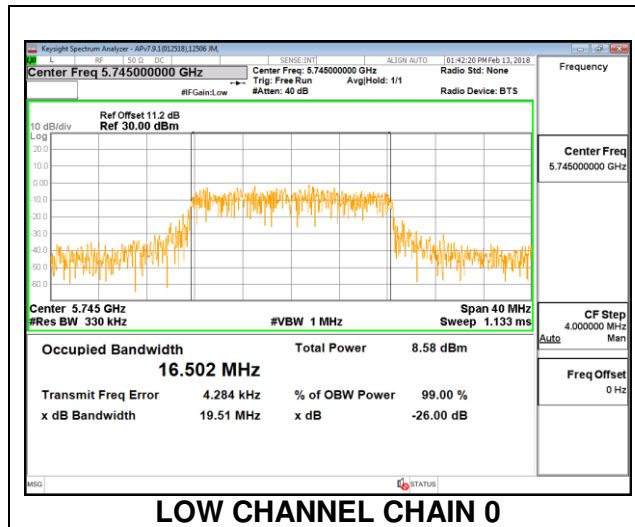 Keysight Spectrum Analyzer - APv7.9.1(012518),12506 JM,
L RF 50 Ω DC SENSE:INT ALIGN AUTO 01:42:20 PM Feb 13, 2018
Center Freq 5.745000000 GHz Center Freq: 5.745000000 GHz Radio Std: None
Trig: Free Run Avg|Hold: 1/1
#IFGain:Low #Atten: 40 dB Radio Device: BTS
Frequency
Ref Offset 11.2 dB
10 dB/div Ref 30.00 dBm
Log
20.0
10.0
0.00
-10.0
-20.0
-30.0
-40.0
-50.0
-60.0
Center 5.745 GHz Span 40 MHz
#Res BW 330 kHz #VBW 1 MHz Sweep 1.133 ms
Occupied Bandwidth Total Power 8.58 dBm
16.502 MHz
Transmit Freq Error 4.284 kHz % of OBW Power 99.00 %
x dB Bandwidth 19.51 MHz x dB -26.00 dB
Center Freq
5.745000000 GHz
CF Step
4.000000 MHz
Auto Man
Freq Offset
0 Hz
MSG STATUS
LOW CHANNEL CHAIN 0